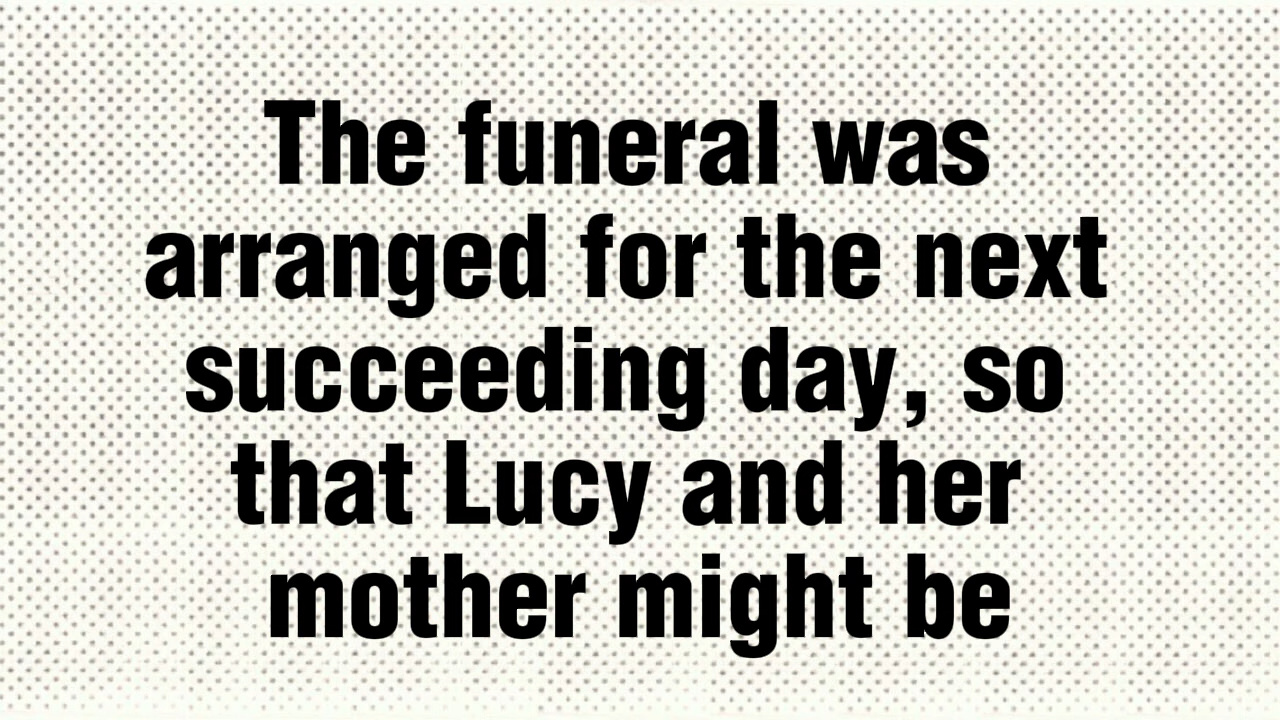 The funeral was
arranged for the next
succeeding day, so
that Lucy and her
mother might be